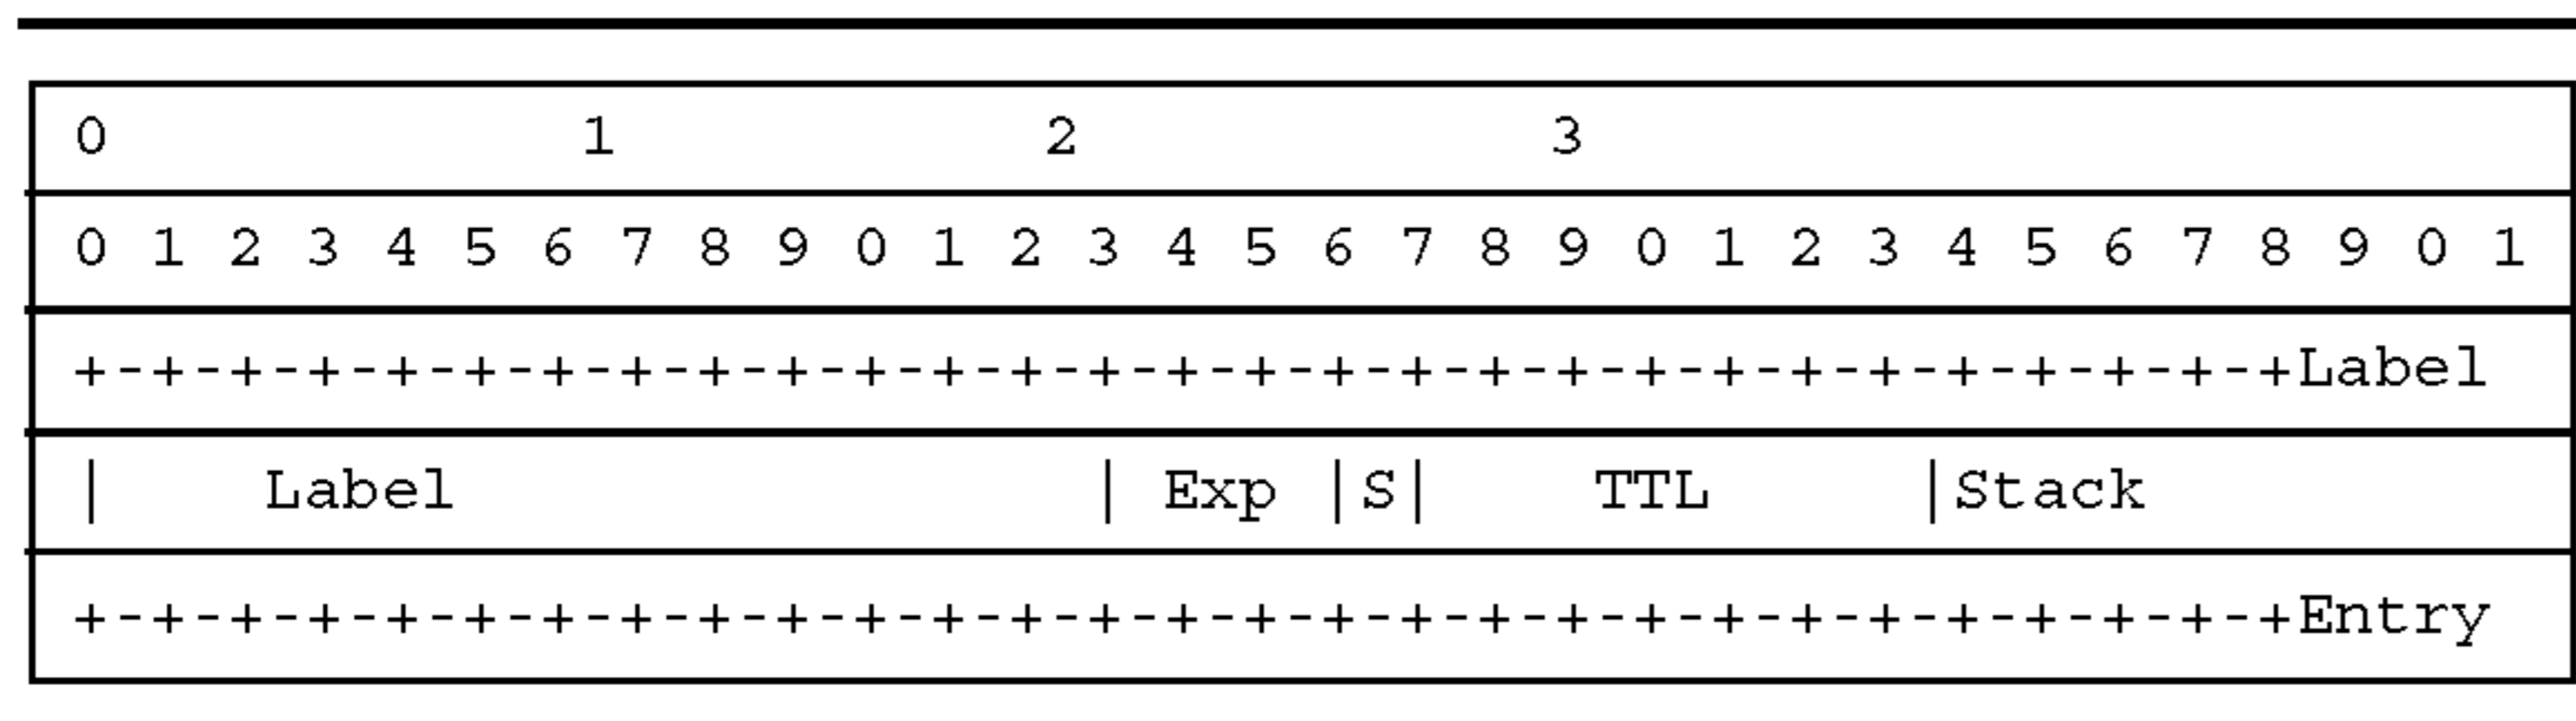 0 1 2 3
0 1 2 3 4 5 6 7 8 9 0 1 2 3 4 5 6 7 8 9 0 1 2 3 4 5 6 7 8 9 0 1
+-+-+-+-+-+-+-+-+-+-+-+-+-+-+-+-+-+-+-+-+-+-+-+-+-+-+-+-+Label
| Label | Exp |S| TTL |Stack
+-+-+-+-+-+-+-+-+-+-+-+-+-+-+-+-+-+-+-+-+-+-+-+-+-+-+-+-+Entry